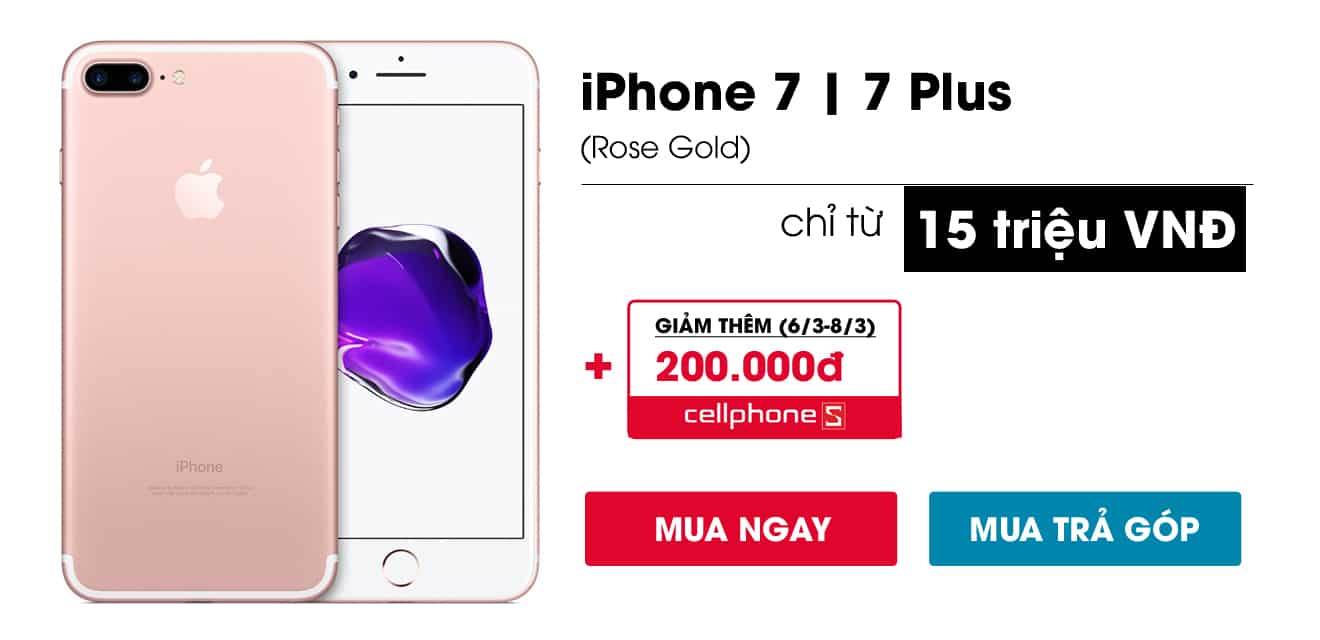 iPhone 7 | 7 Plus
(Rose Gold)
chỉ từ 15 triệu VNĐ
+ GIẢM THÊM (6/3-8/3)
200.000đ
cellphone S
MUA NGAY
MUA TRẢ GÓP
iPhone